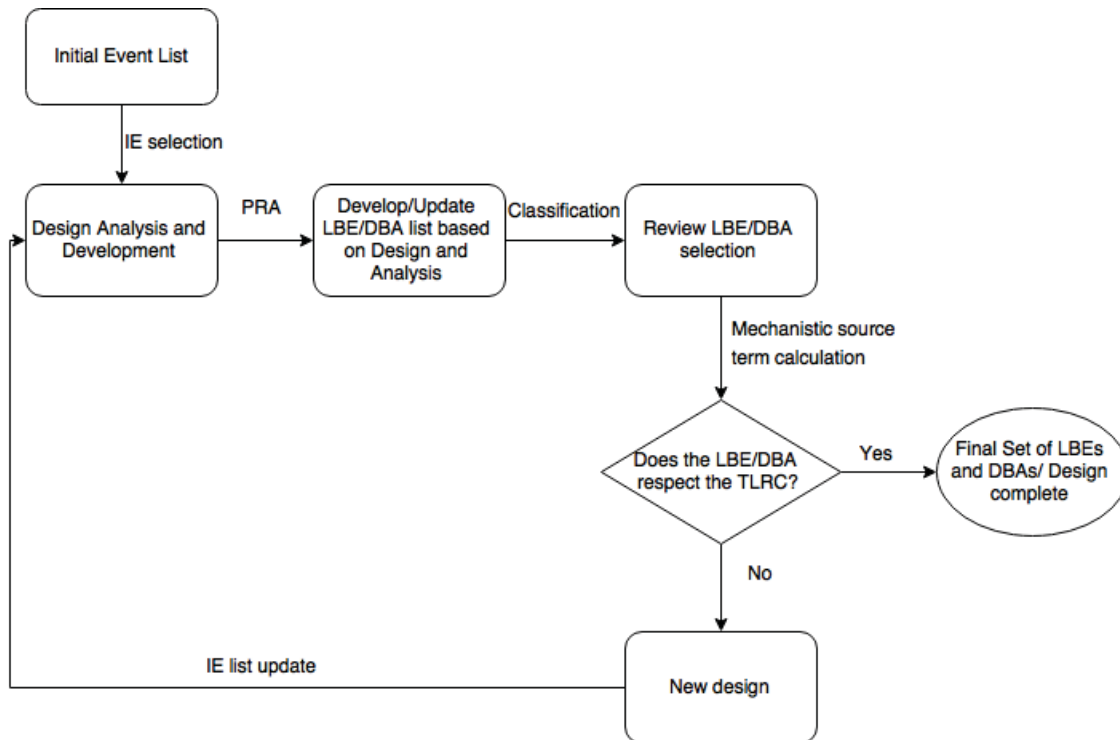 Initial Event List
IE selection
Design Analysis and
Development
PRA
Develop/Update
LBE/DBA list based
on Design and
Analysis
Classification
Review LBE/DBA
selection
Mechanistic source
term calculation
Does the LBE/DBA
respect the TLRC?
Yes
Final Set of LBEs
and DBAs/ Design
complete
No
New design
IE list update